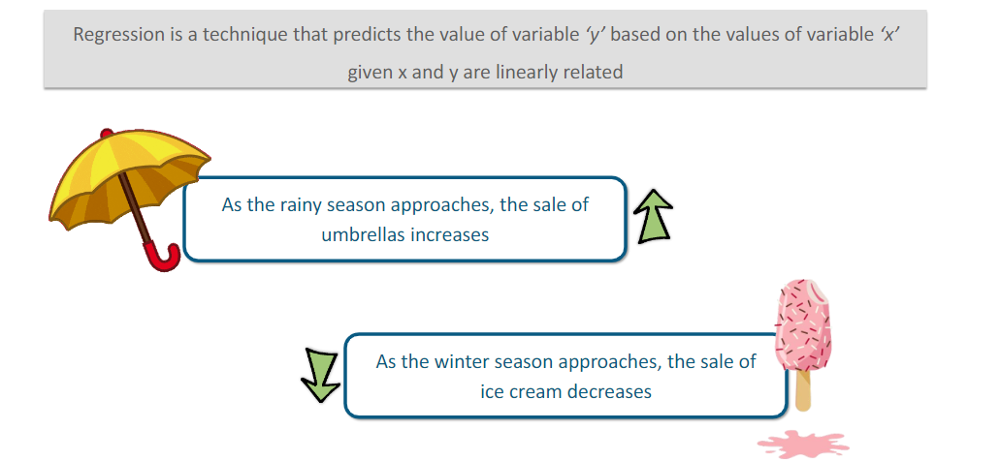 Regression is a technique that predicts the value of variable ‘y’ based on the values of variable ‘x’
given x and y are linearly related
As the rainy season approaches, the sale of
umbrellas increases
As the winter season approaches, the sale of
ice cream decreases